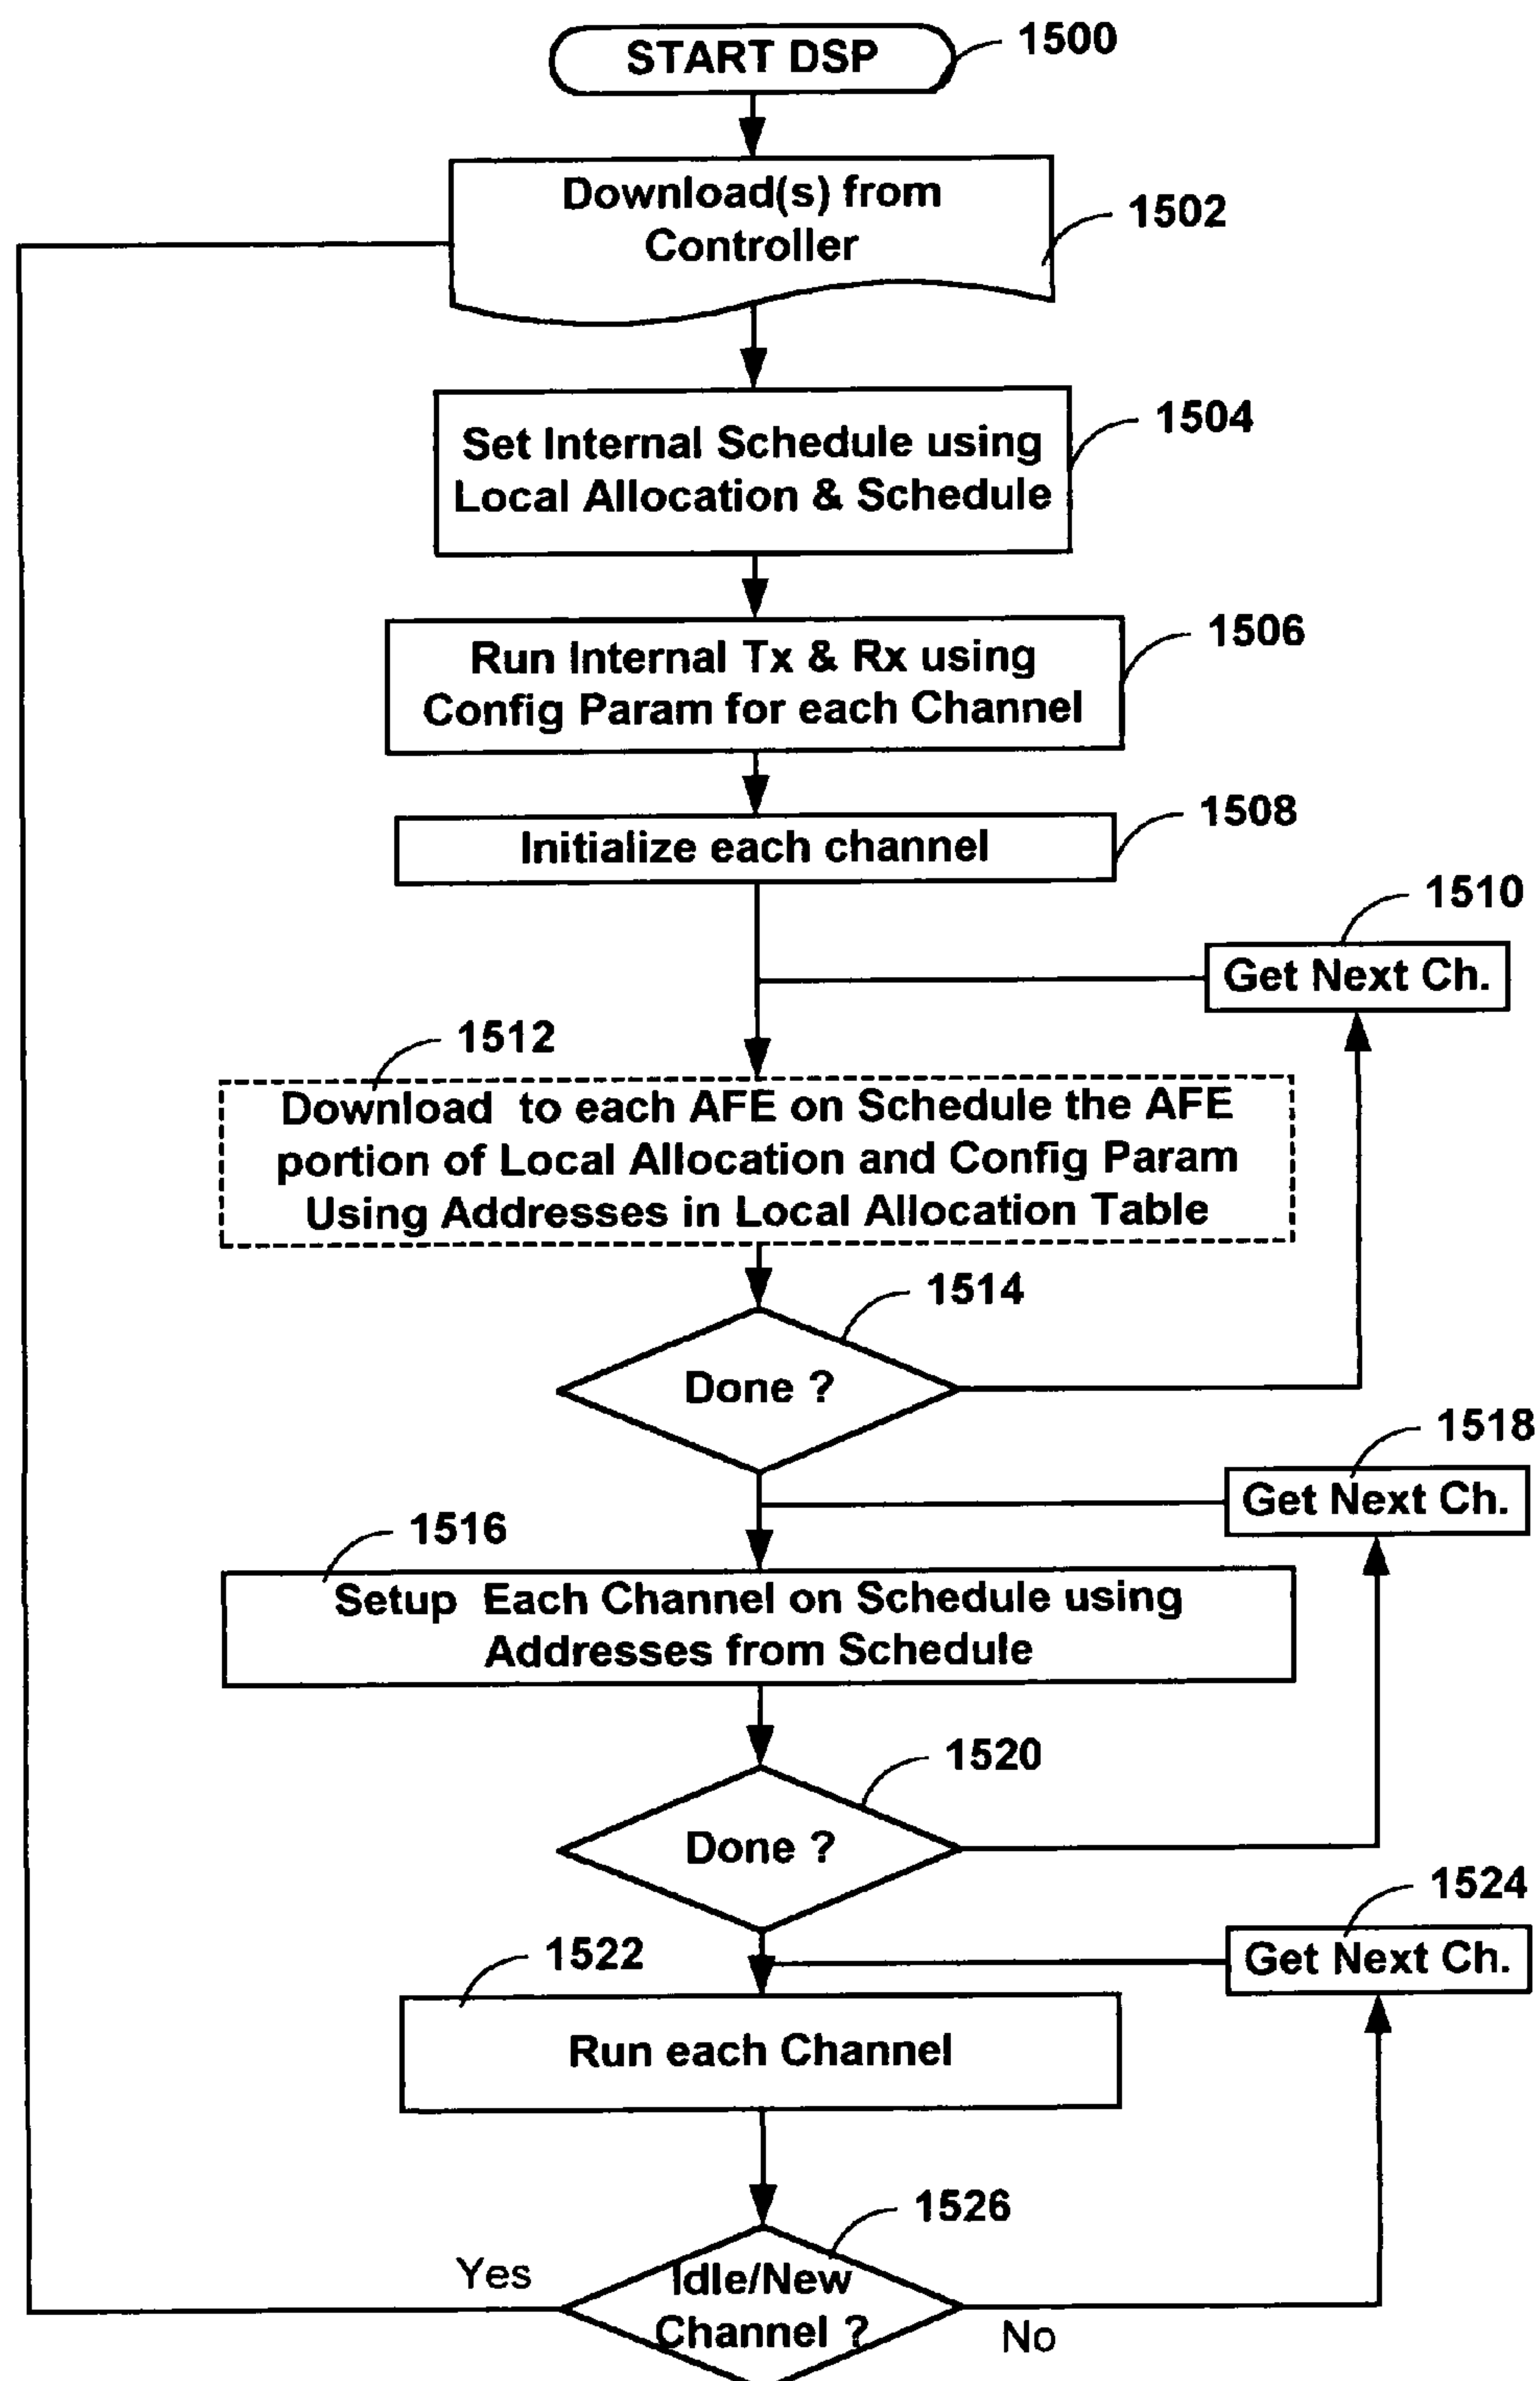 START DSP
1500
Download(s) from
Controller
1502
Set Internal Schedule using
Local Allocation & Schedule
1504
Run Internal Tx & Rx using
Config Param for each Channel
1506
Initialize each channel
1508
1510
Get Next Ch.
1512
Download to each AFE on Schedule the AFE
portion of Local Allocation and Config Param
Using Addresses in Local Allocation Table
1514
Done ?
1518
Get Next Ch.
1516
Setup Each Channel on Schedule using
Addresses from Schedule
1520
Done ?
1524
Get Next Ch.
1522
Run each Channel
1526
Yes
Idle/New
Channel ?
No